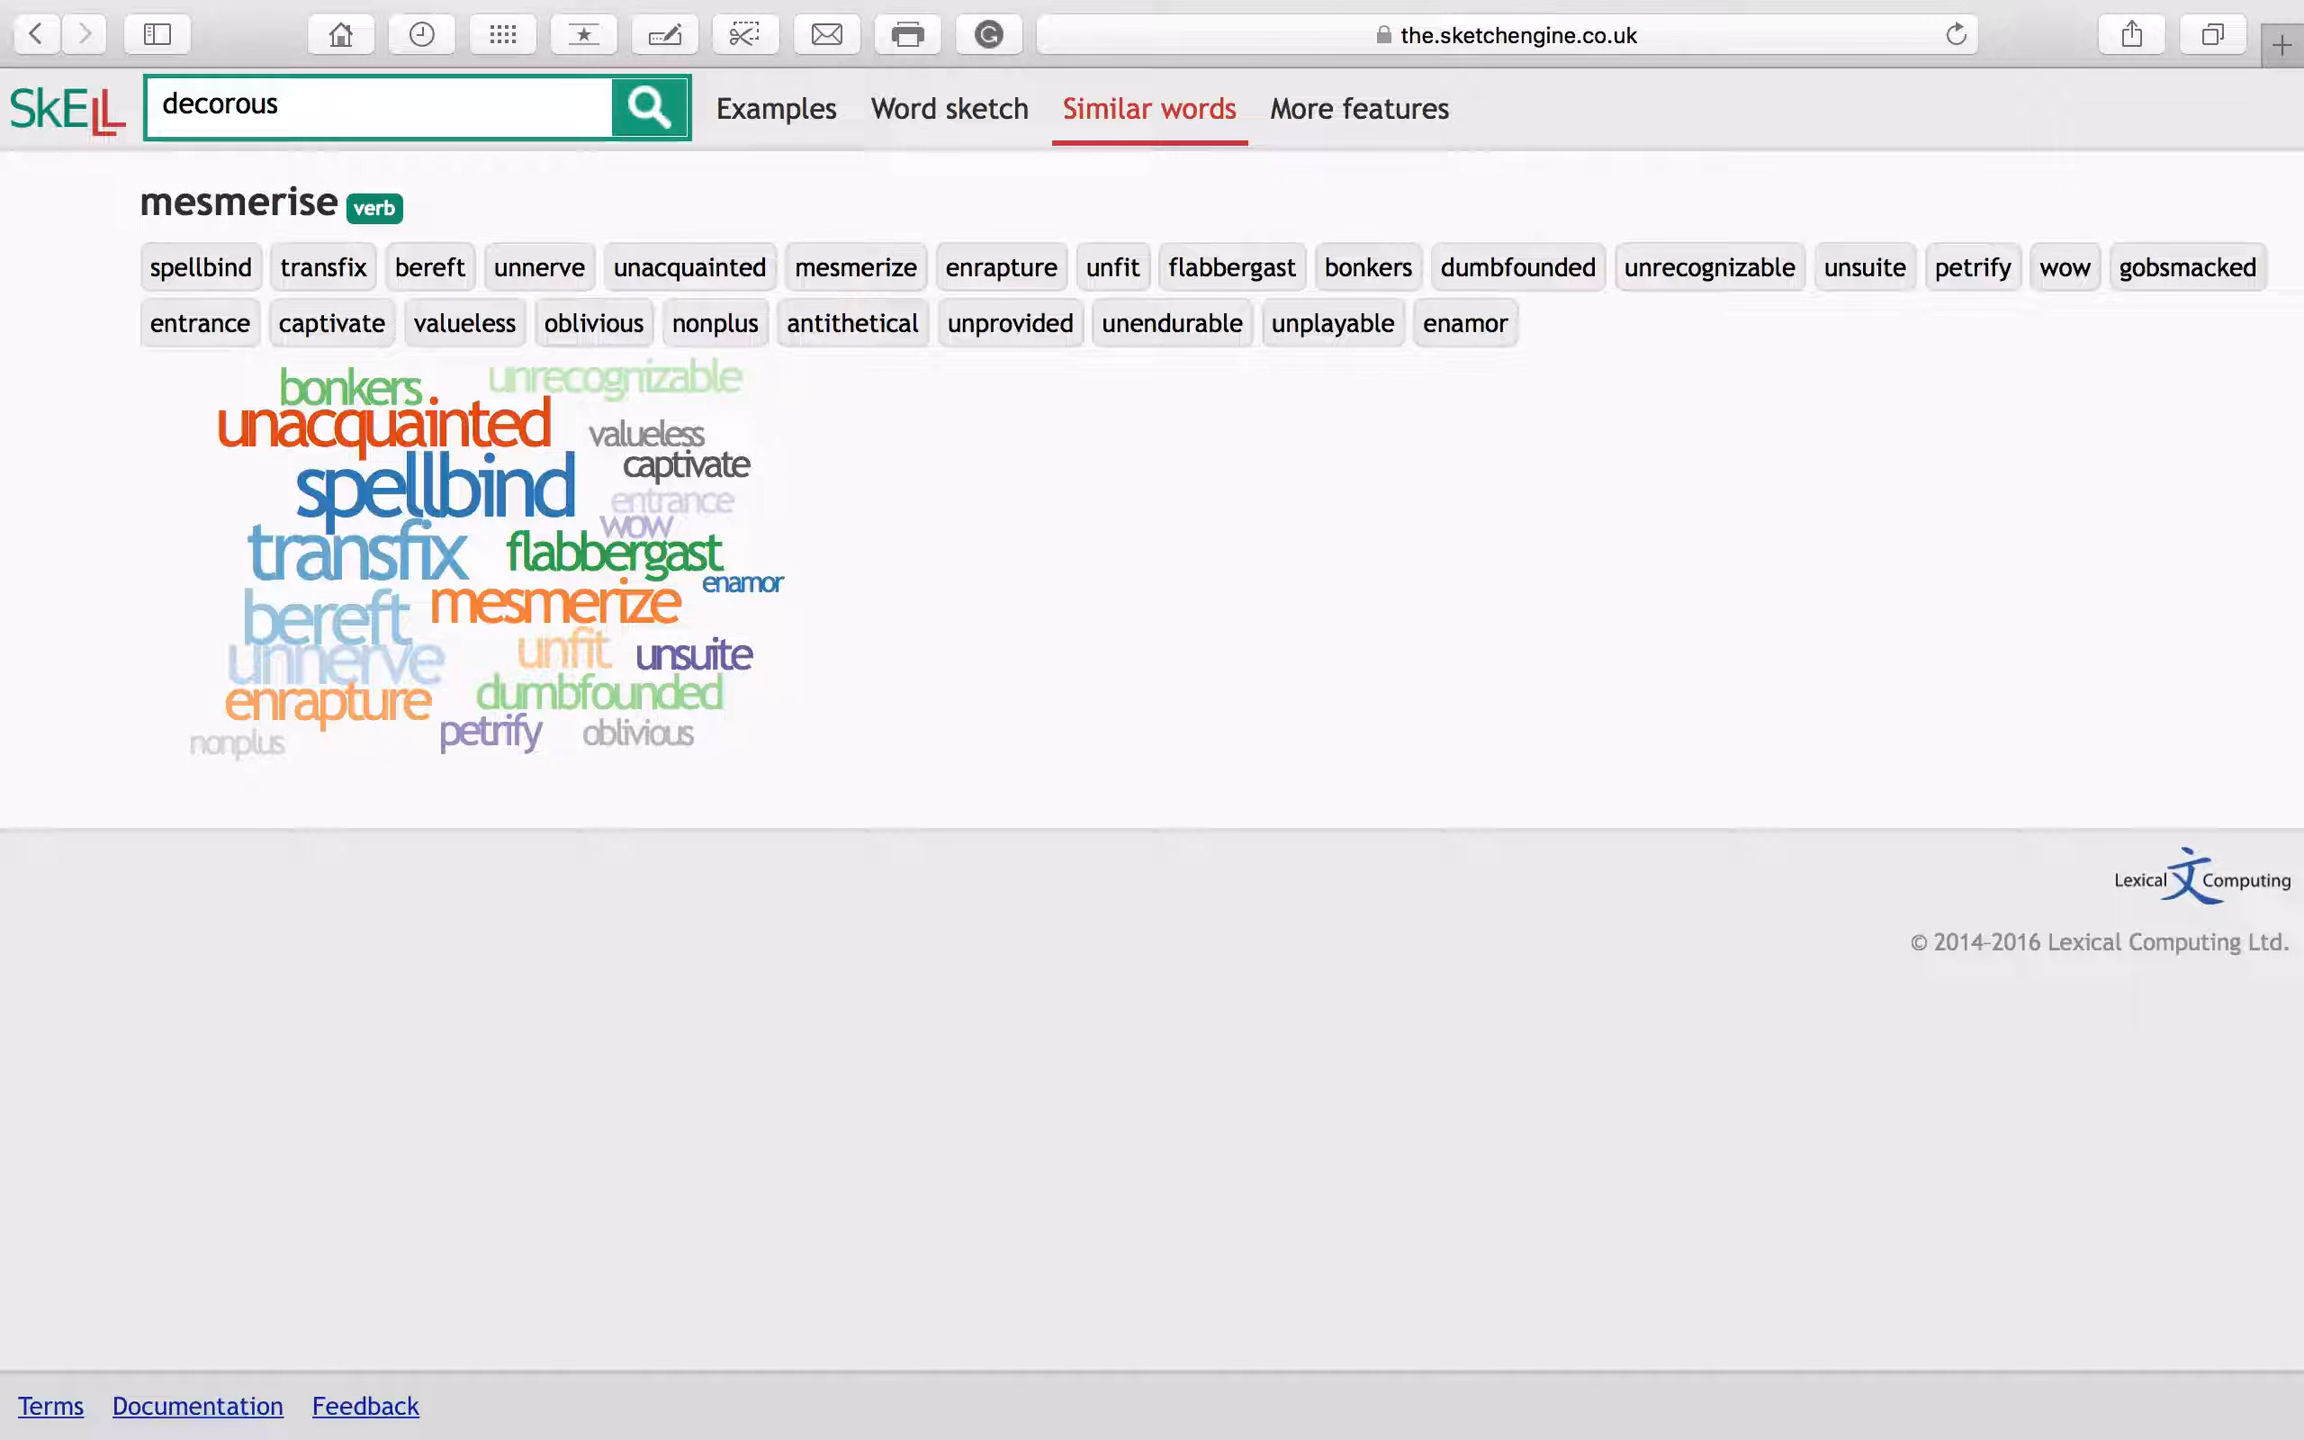 the.sketchengine.co.uk
SkELL decorous Examples Word sketch Similar words More features
mesmerise verb
spellbind transfix bereft unnerve unacquainted mesmerize enrapture unfit flabbergast bonkers dumbfounded unrecognizable unsuite petrify wow gobsmacked
entrance captivate valueless oblivious nonplus antithetical unprovided unendurable unplayable enamor
bonkers unrecognizable
unacquainted valueless
captivate
spellbind entrance
wow
transfix flabbergast
enamor
bereft mesmerize
unnerve unfit unsuite
enrapture dumbfounded
nonplus petrify oblivious
Lexical 文 Computing
© 2014-2016 Lexical Computing Ltd.
Terms Documentation Feedback